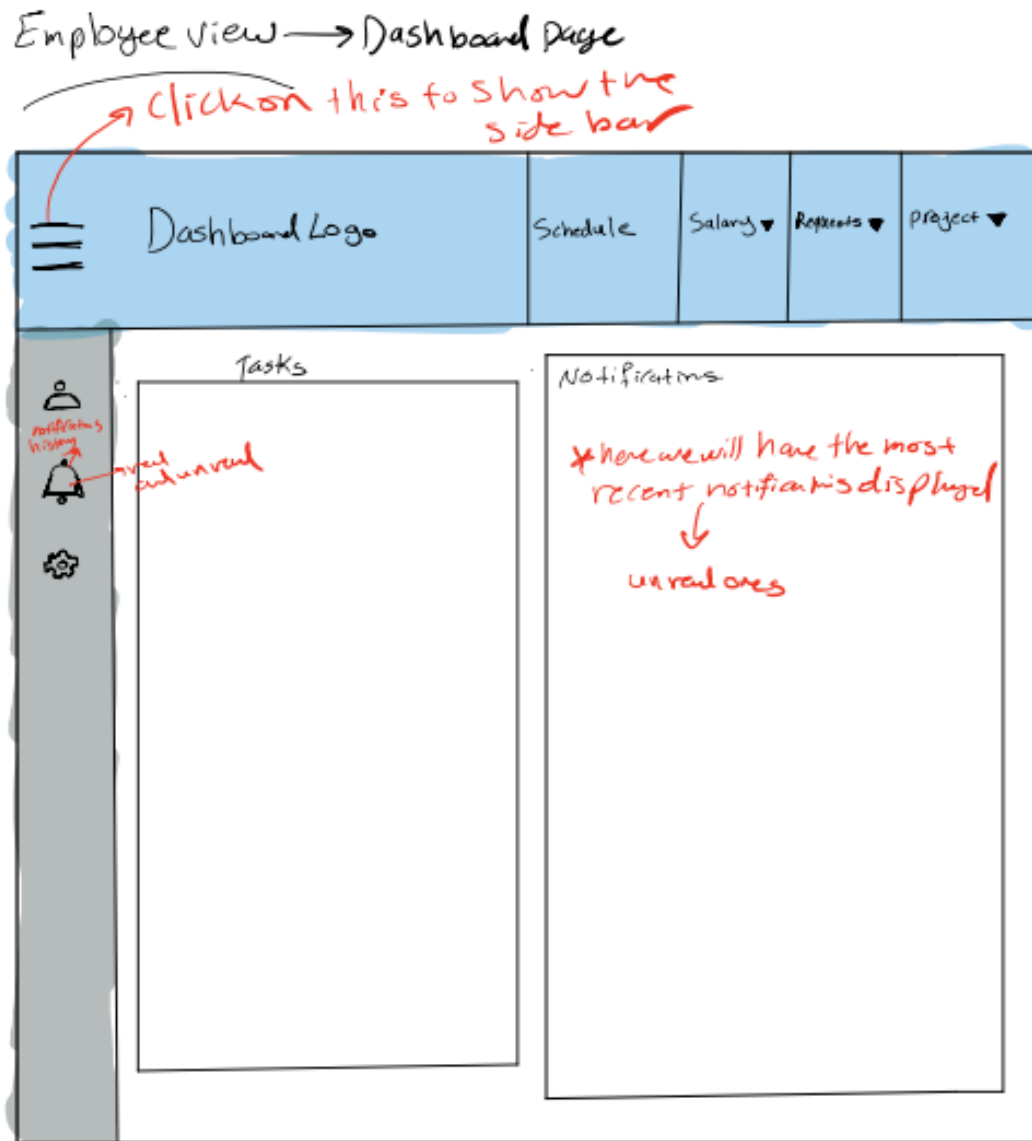 Employee view → Dashboard page
Click on this to show the
side bar
Dashboard Logo
Schedule
Salary ▼
Requests ▼
project ▼
Tasks
Notifications
notifications
history
read
and unread
* here we will have the most
recent notifications displayed
unread ones